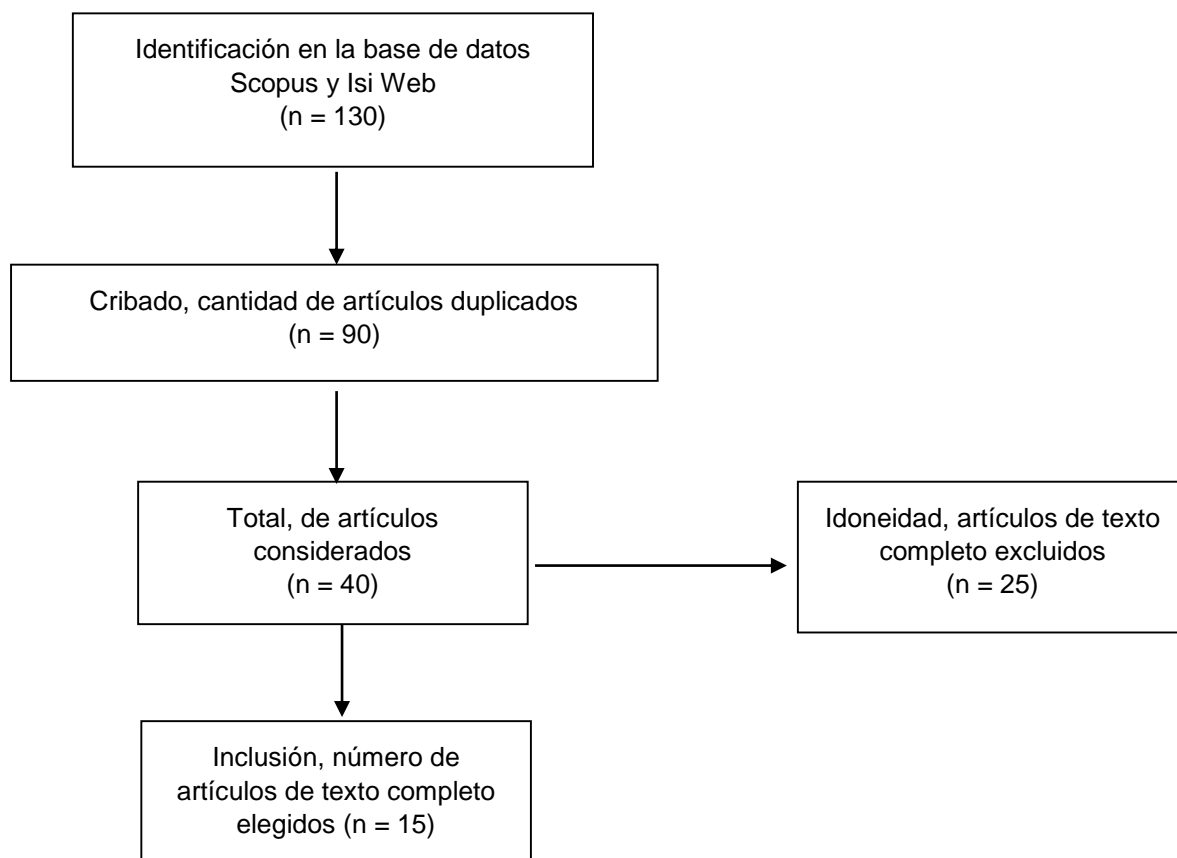 Identificación en la base de datos
Scopus y Isi Web
(n = 130)
Cribado, cantidad de artículos duplicados
(n = 90)
Total, de artículos
considerados
(n = 40)
Idoneidad, artículos de texto
completo excluidos
(n = 25)
Inclusión, número de
artículos de texto completo
elegidos (n = 15)